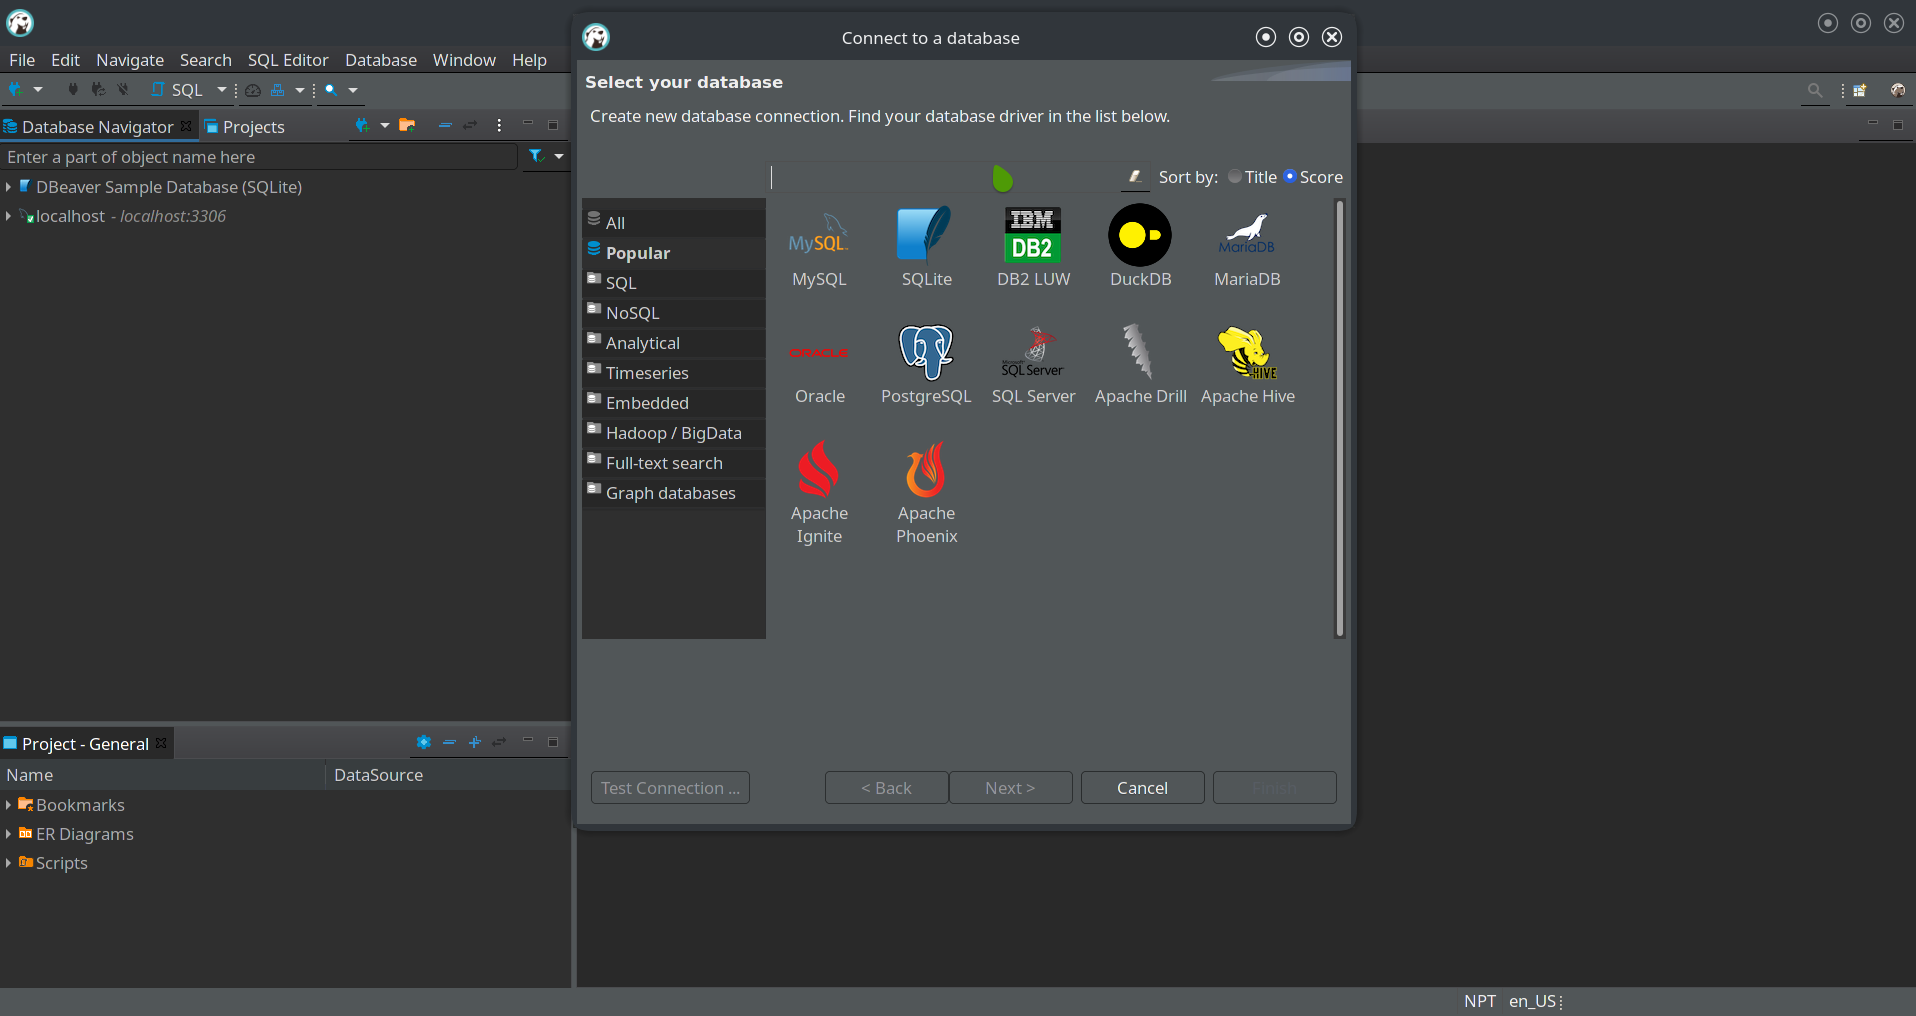 Connect to a database
File Edit Navigate Search SQL Editor Database Window Help
SQL
Database Navigator Projects
Enter a part of object name here
DBeaver Sample Database (SQLite)
localhost - localhost:3306
Select your database
Create new database connection. Find your database driver in the list below.
Sort by: Title Score
All
Popular
SQL
NoSQL
Analytical
Timeseries
Embedded
Hadoop / BigData
Full-text search
Graph databases
MySQL IBM DB2 MariaDB
MySQL SQLite DB2 LUW DuckDB MariaDB
ORACLE Microsoft SQL Server HIVE
Oracle PostgreSQL SQL Server Apache Drill Apache Hive
Apache Ignite
Apache Phoenix
Test Connection ... < Back Next > Cancel Finish
Project - General
Name DataSource
Bookmarks
ER Diagrams
Scripts
NPT en_US